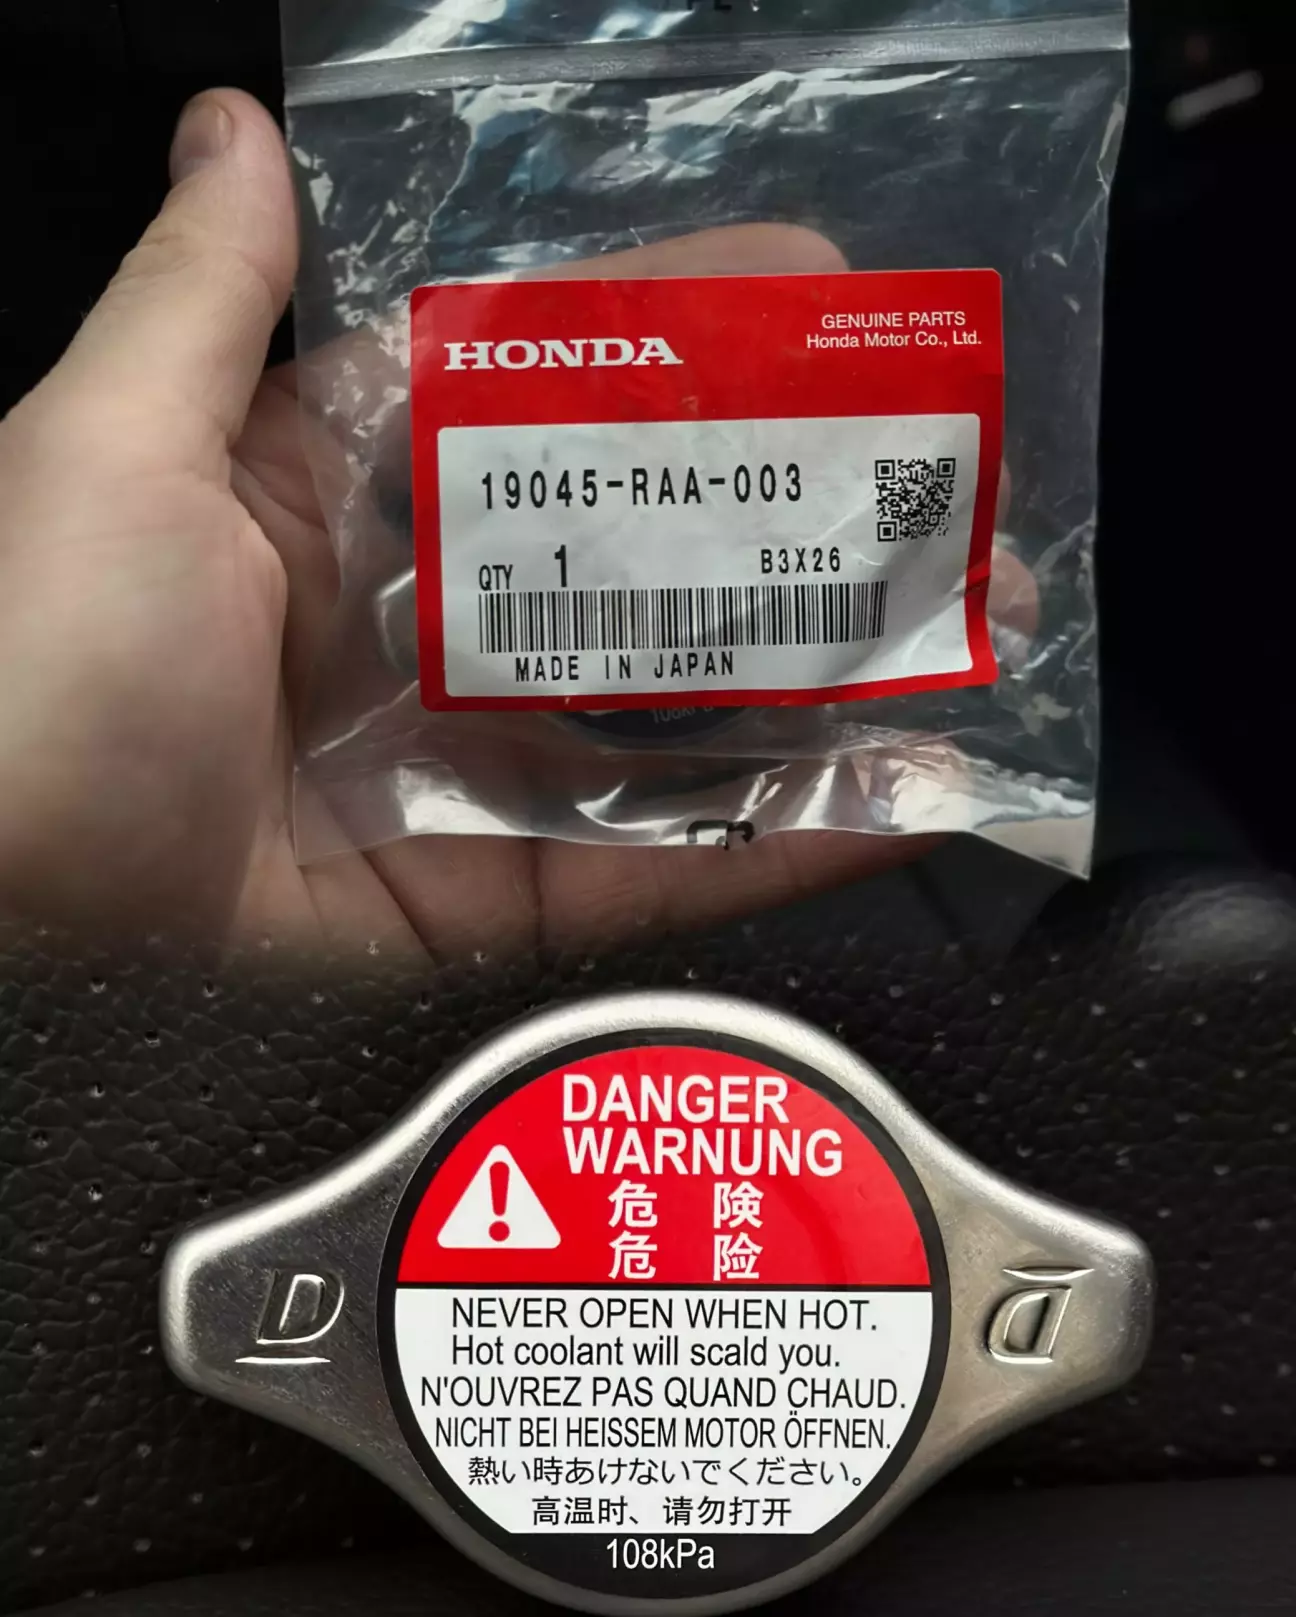 HONDA
GENUINE PARTS
Honda Motor Co., Ltd.
19045-RAA-003
QTY 1
B3X26
MADE IN JAPAN
108kPa
DANGER
WARNUNG
危 険
危 险
NEVER OPEN WHEN HOT.
Hot coolant will scald you.
N'OUVREZ PAS QUAND CHAUD.
NICHT BEI HEISSEM MOTOR ÖFFNEN.
熱い時あけないでください。
高温时、请勿打开
108kPa
D
D